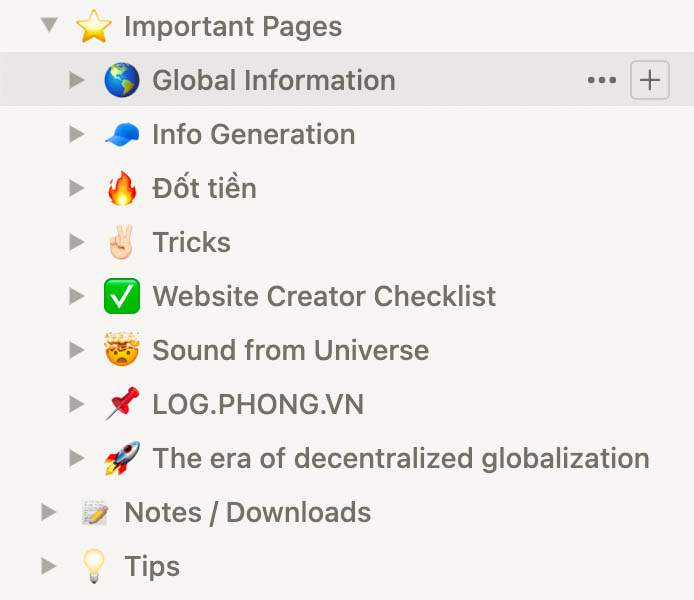 Important Pages
Global Information
Info Generation
Đốt tiền
Tricks
Website Creator Checklist
Sound from Universe
LOG.PHONG.VN
The era of decentralized globalization
Notes / Downloads
Tips